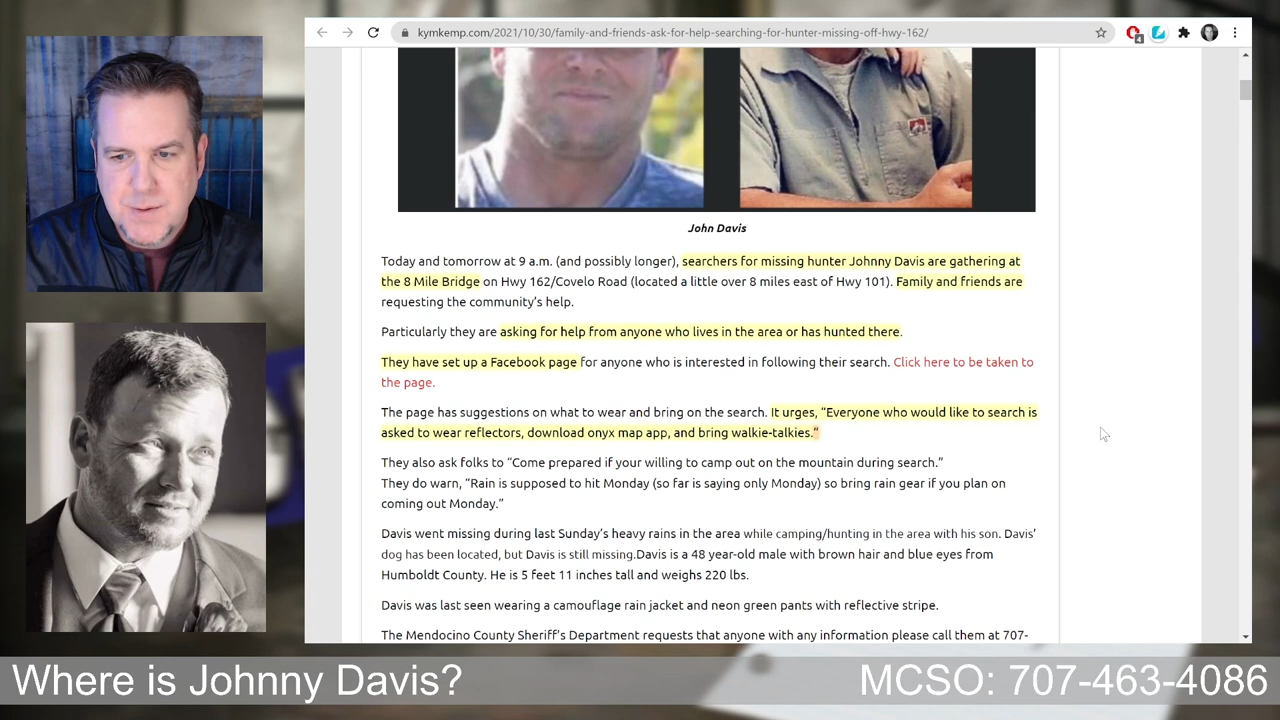 kymkemp.com/2021/10/30/family-and-friends-ask-for-help-searching-for-hunter-missing-off-hwy-162/
4
John Davis
Today and tomorrow at 9 a.m. (and possibly longer), searchers for missing hunter Johnny Davis are gathering at
the 8 Mile Bridge on Hwy 162/Covelo Road (located a little over 8 miles east of Hwy 101). Family and friends are
requesting the community's help.
Particularly they are asking for help from anyone who lives in the area or has hunted there.
They have set up a Facebook page for anyone who is interested in following their search. Click here to be taken to
the page.
The page has suggestions on what to wear and bring on the search. It urges, “Everyone who would like to search is
asked to wear reflectors, download onyx map app, and bring walkie-talkies.“
They also ask folks to “Come prepared if your willing to camp out on the mountain during search.”
They do warn, “Rain is supposed to hit Monday (so far is saying only Monday) so bring rain gear if you plan on
coming out Monday.”
Davis went missing during last Sunday’s heavy rains in the area while camping/hunting in the area with his son. Davis’
dog has been located, but Davis is still missing.Davis is a 48 year-old male with brown hair and blue eyes from
Humboldt County. He is 5 feet 11 inches tall and weighs 220 lbs.
Davis was last seen wearing a camouflage rain jacket and neon green pants with reflective stripe.
The Mendocino County Sheriff’s Department requests that anyone with any information please call them at 707-
Where is Johnny Davis?
MCSO: 707-463-4086